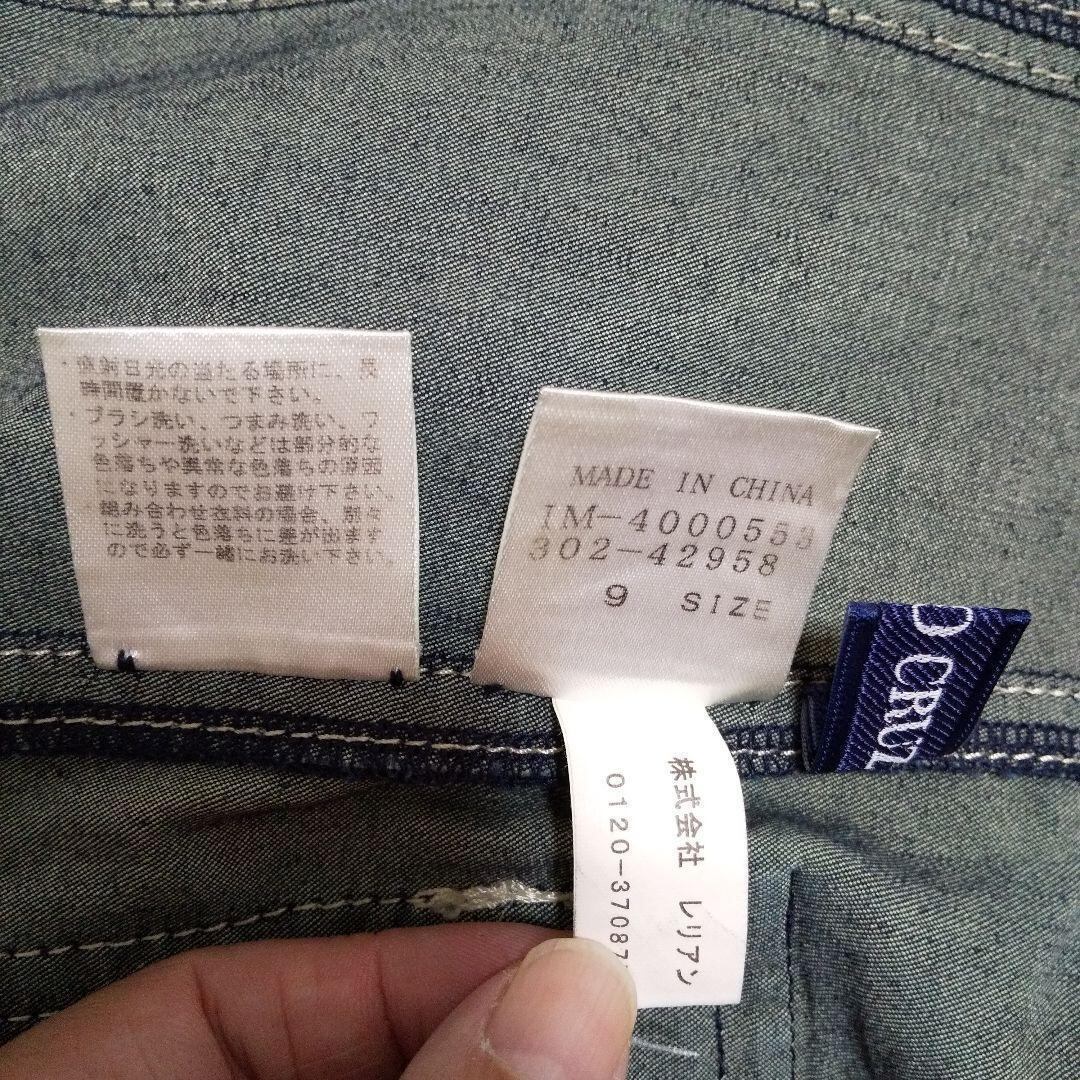 ・直射日光の当たる場所に、長
時間置かないで下さい。
・ブラシ洗い、つまみ洗い、ワ
ッシャー洗いなどは部分的な
色落ちや異常な色落ちの原因
になりますのでお避け下さい。
・組み合わせ衣料の場合、別々
に洗うと色落ちに差が出ます
ので必ず一緒にお洗い下さい。
MADE IN CHINA
IM-4000558
302-42958
9 SIZE
株式会社 レリアン
0120-37087
D CRU